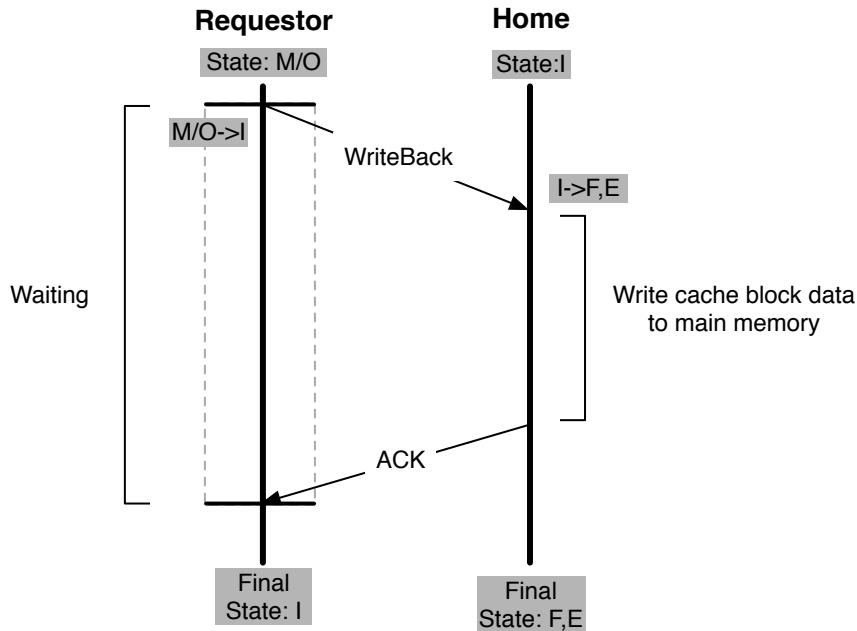 Requestor
Home
State: M/O
State:I
M/O->I
WriteBack
I->F,E
Waiting
Write cache block data
to main memory
ACK
Final
State: I
Final
State: F,E